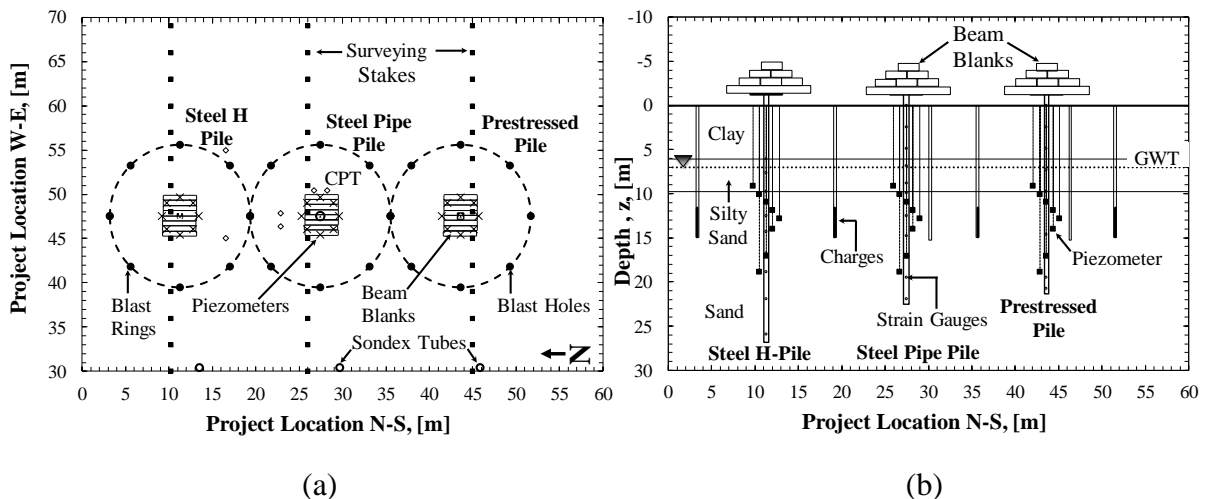 70
65
60
55
50
45
40
35
30
0 5 10 15 20 25 30 35 40 45 50 55 60
Project Location W-E, [m]
Project Location N-S, [m]
Surveying
Stakes
Steel H
Pile
Steel Pipe
Pile
Prestressed
Pile
CPT
Blast
Rings
Piezometers
Beam
Blanks
Blast Holes
Sondex Tubes
N
(a)
-10
-5
0
5
10
15
20
25
30
0 5 10 15 20 25 30 35 40 45 50 55 60
Depth , z, [m]
Project Location N-S, [m]
Beam
Blanks
Clay
GWT
Silty
Sand
Charges
Piezometer
Sand
Strain Gauges
Prestressed
Pile
Steel H-Pile
Steel Pipe Pile
(b)